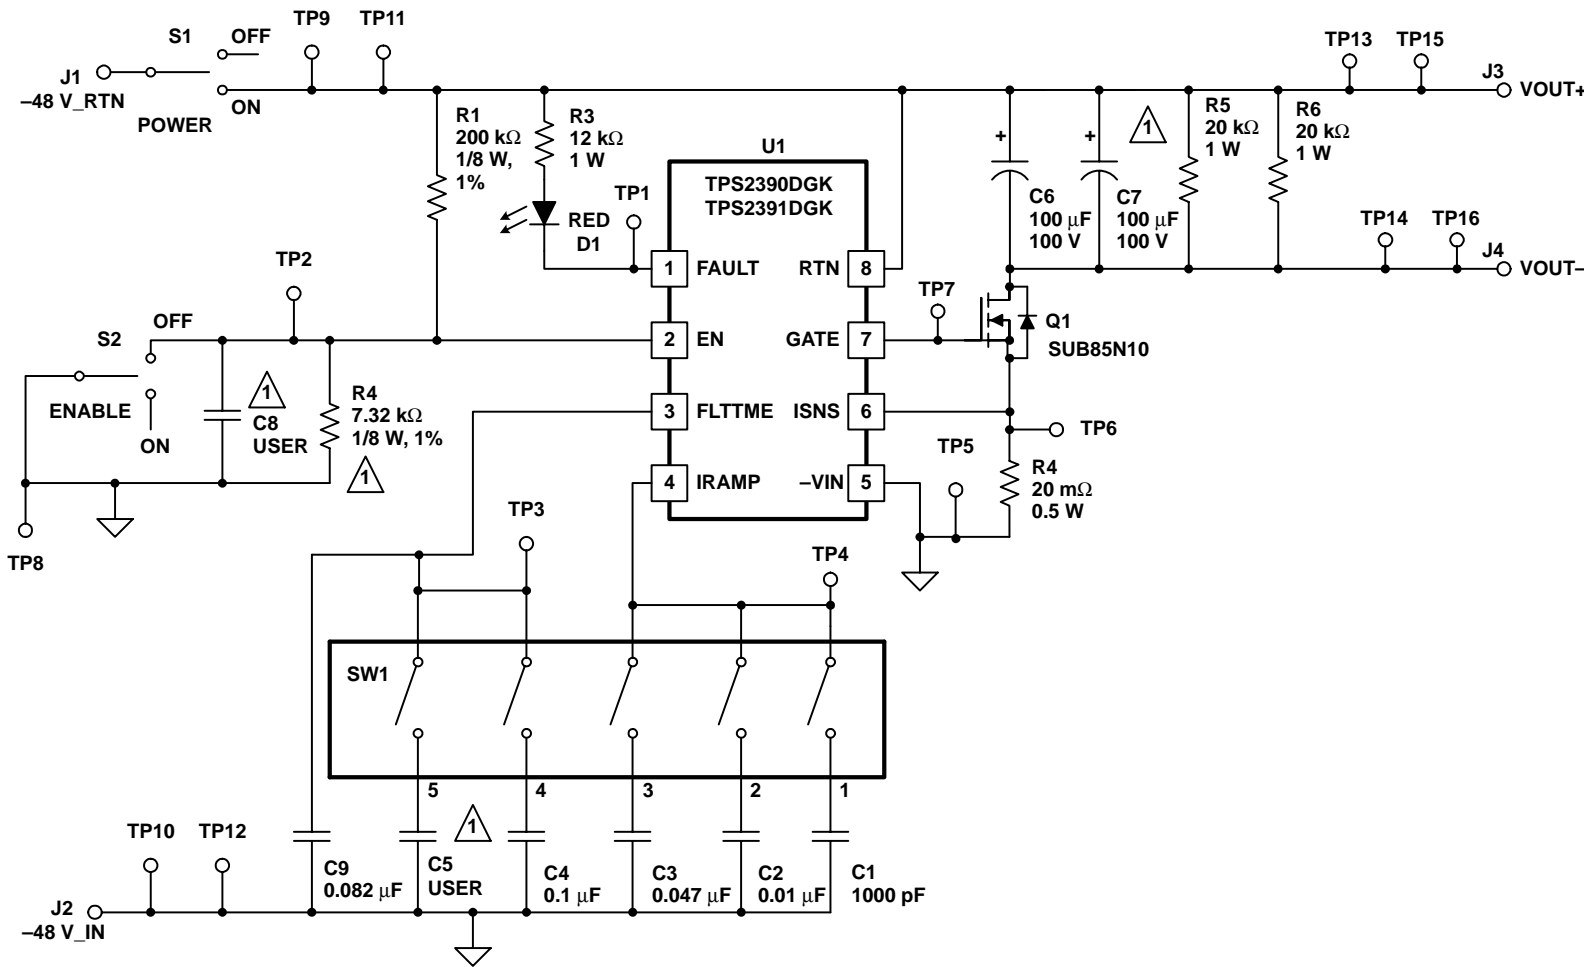 TP9
TP11
S1
OFF
J1
–48 V_RTN
ON
POWER
TP13
TP15
J3
VOUT+
R1
200 kΩ
1/8 W,
1%
R3
12 kΩ
1 W
U1
TPS2390DGK
TPS2391DGK
1
R5
20 kΩ
1 W
R6
20 kΩ
1 W
+
+
C6
100 μF
100 V
C7
100 μF
100 V
TP1
RED
D1
TP14
TP16
J4
VOUT–
1
FAULT
RTN
8
TP2
TP7
OFF
S2
2
EN
GATE
7
Q1
SUB85N10
ENABLE
ON
1
C8
USER
R4
7.32 kΩ
1/8 W, 1%
1
3
FLTTME
ISNS
6
TP6
TP5
4
IRAMP
–VIN
5
R4
20 mΩ
0.5 W
TP3
TP8
TP4
SW1
5
4
3
2
1
1
TP10
TP12
C9
0.082 μF
C5
USER
C4
0.1 μF
C3
0.047 μF
C2
0.01 μF
C1
1000 pF
J2
–48 V_IN